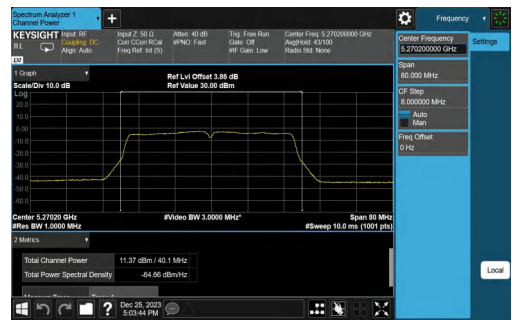 Spectrum Analyzer 1
Channel Power
Frequency
KEYSIGHT
Input: RF
Coupling: DC
Align: Auto
Input Z: 50 Ω
Corr CCorr RCal
Freq Ref: Int (S)
Atten: 40 dB
#PNO: Fast
Trig: Free Run
Gate: Off
#IF Gain: Low
Center Freq: 5.270200000 GHz
Avg|Hold: 43/100
Radio Std: None
R L
LV
Center Frequency
5.270200000 GHz
Settings
Span
80.000 MHz
CF Step
8.000000 MHz
Auto
Man
Freq Offset
0 Hz
Local
1 Graph
Scale/Div 10.0 dB
Ref Lvl Offset 3.86 dB
Ref Value 30.00 dBm
Log
20.0
10.0
0.00
-10.0
-20.0
-30.0
-40.0
-50.0
-60.0
Center 5.27020 GHz
#Res BW 1.0000 MHz
#Video BW 3.0000 MHz*
Span 80 MHz
#Sweep 10.0 ms (1001 pts)
2 Metrics
Total Channel Power
11.37 dBm / 40.1 MHz
Total Power Spectral Density
-64.66 dBm/Hz
?
Dec 25, 2023
5:03:44 PM